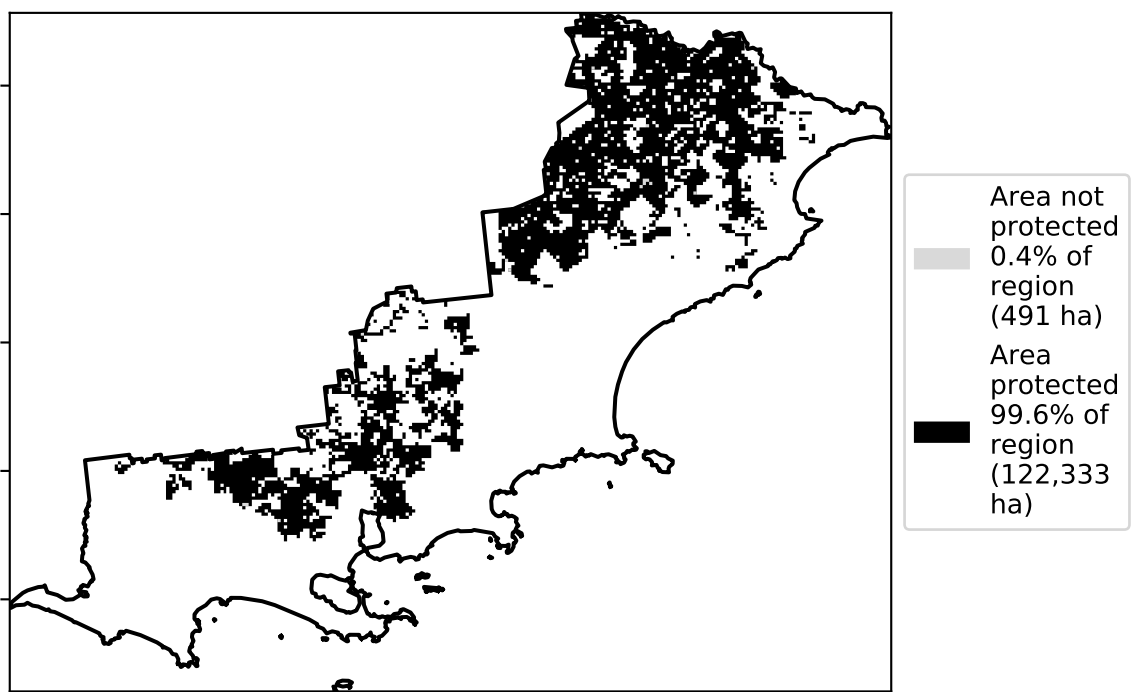 Area not
protected
0.4% of
region
(491 ha)
Area
protected
99.6% of
region
(122,333
ha)